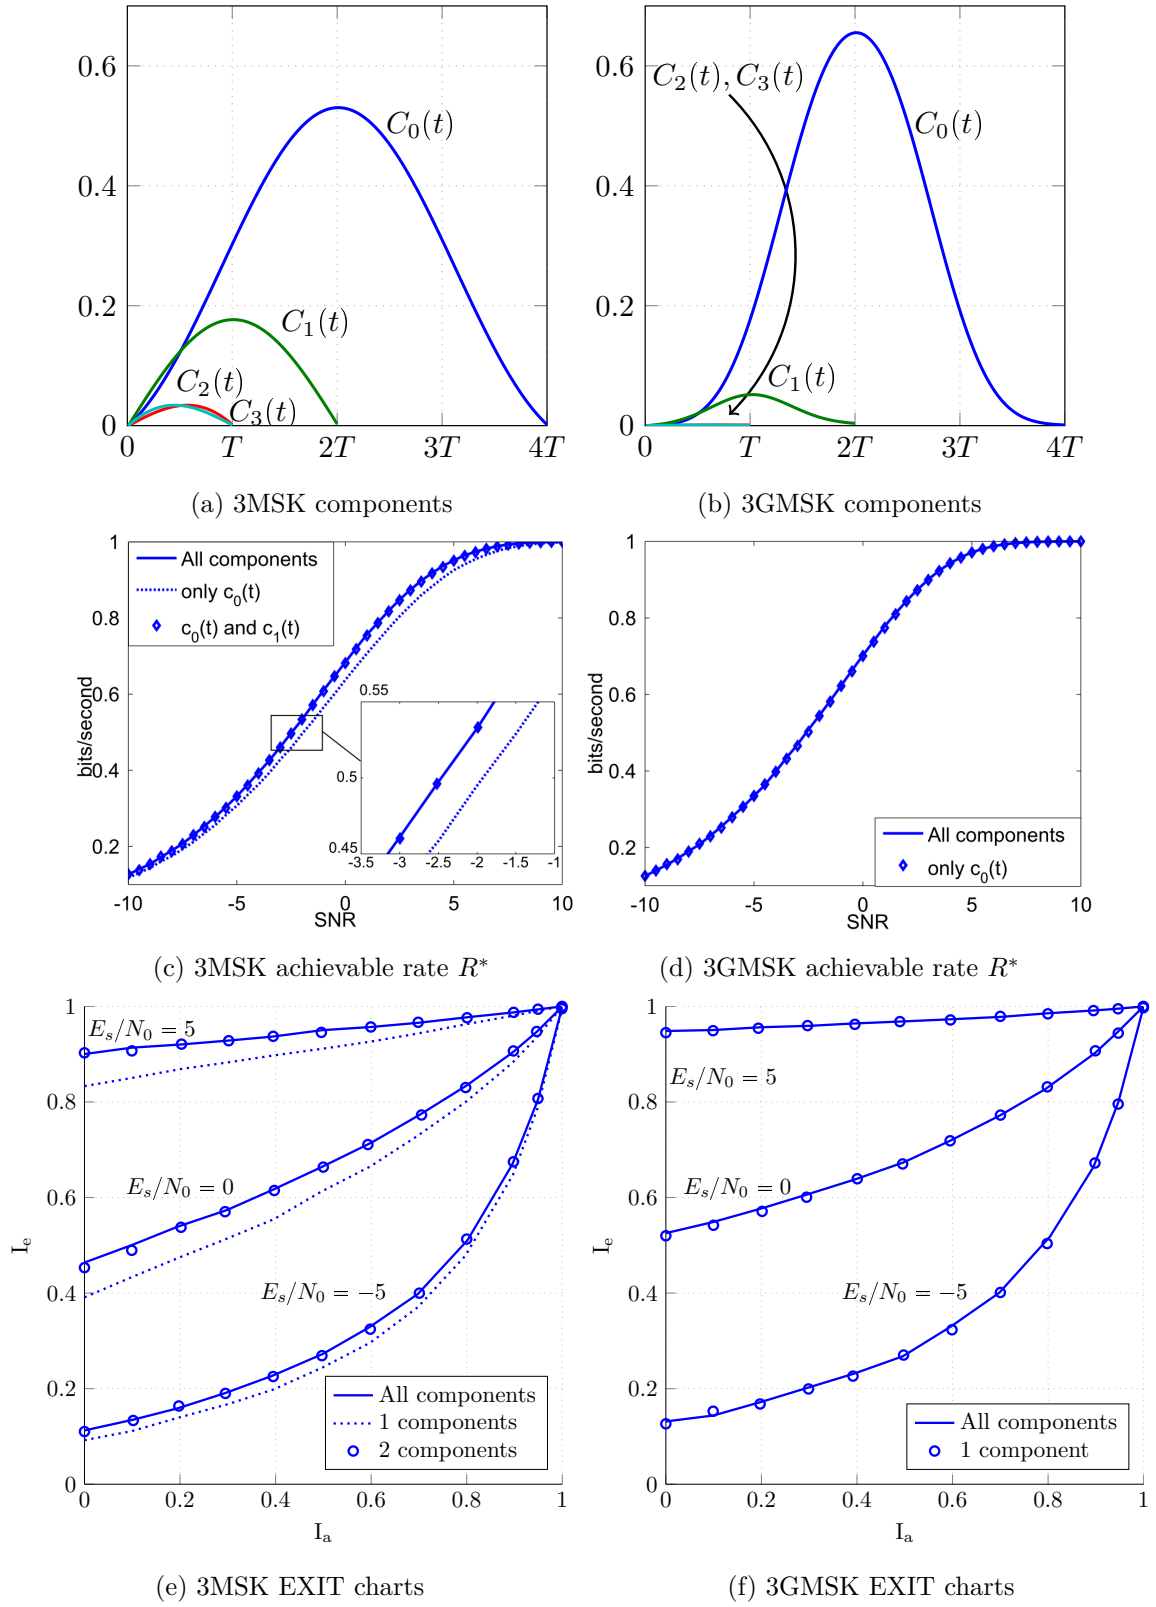 0.6
0.4
0.2
0
C₀(t)
C₁(t)
C₂(t)
C₃(t)
0 T 2T 3T 4T
(a) 3MSK components
0.6
0.4
0.2
0
C₂(t), C₃(t)
C₀(t)
C₁(t)
0 T 2T 3T 4T
(b) 3GMSK components
1
0.8
0.6
0.4
0.2
bits/second
All components
only c₀(t)
c₀(t) and c₁(t)
0.55
0.5
0.45
-3.5 -3 -2.5 -2 -1.5 -1
-10 -5 0 5 10
SNR
(c) 3MSK achievable rate R*
1
0.8
0.6
0.4
0.2
bits/second
All components
only c₀(t)
-10 -5 0 5 10
SNR
(d) 3GMSK achievable rate R*
1
0.8
0.6
0.4
0.2
0
Iₑ
Eₛ/N₀ = 5
Eₛ/N₀ = 0
Eₛ/N₀ = −5
All components
1 components
2 components
0 0.2 0.4 0.6 0.8 1
Iₐ
(e) 3MSK EXIT charts
1
0.8
0.6
0.4
0.2
0
Iₑ
Eₛ/N₀ = 5
Eₛ/N₀ = 0
Eₛ/N₀ = −5
All components
1 component
0 0.2 0.4 0.6 0.8 1
Iₐ
(f) 3GMSK EXIT charts